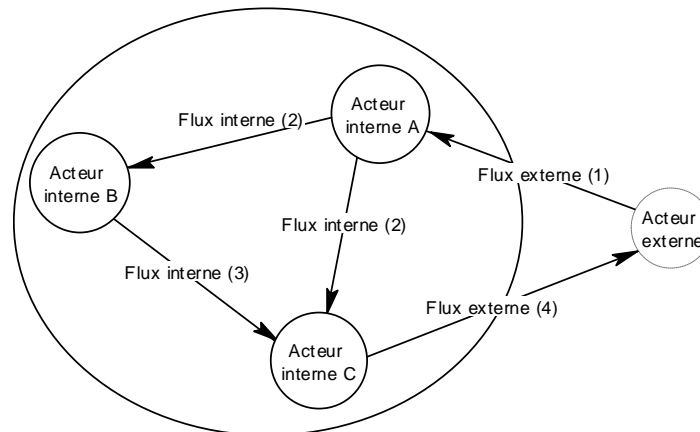 Acteur
interne A
Flux interne (2)
Acteur
interne B
Flux externe (1)
Acteur
externe
Flux interne (2)
Flux interne (3)
Flux externe (4)
Acteur
interne C